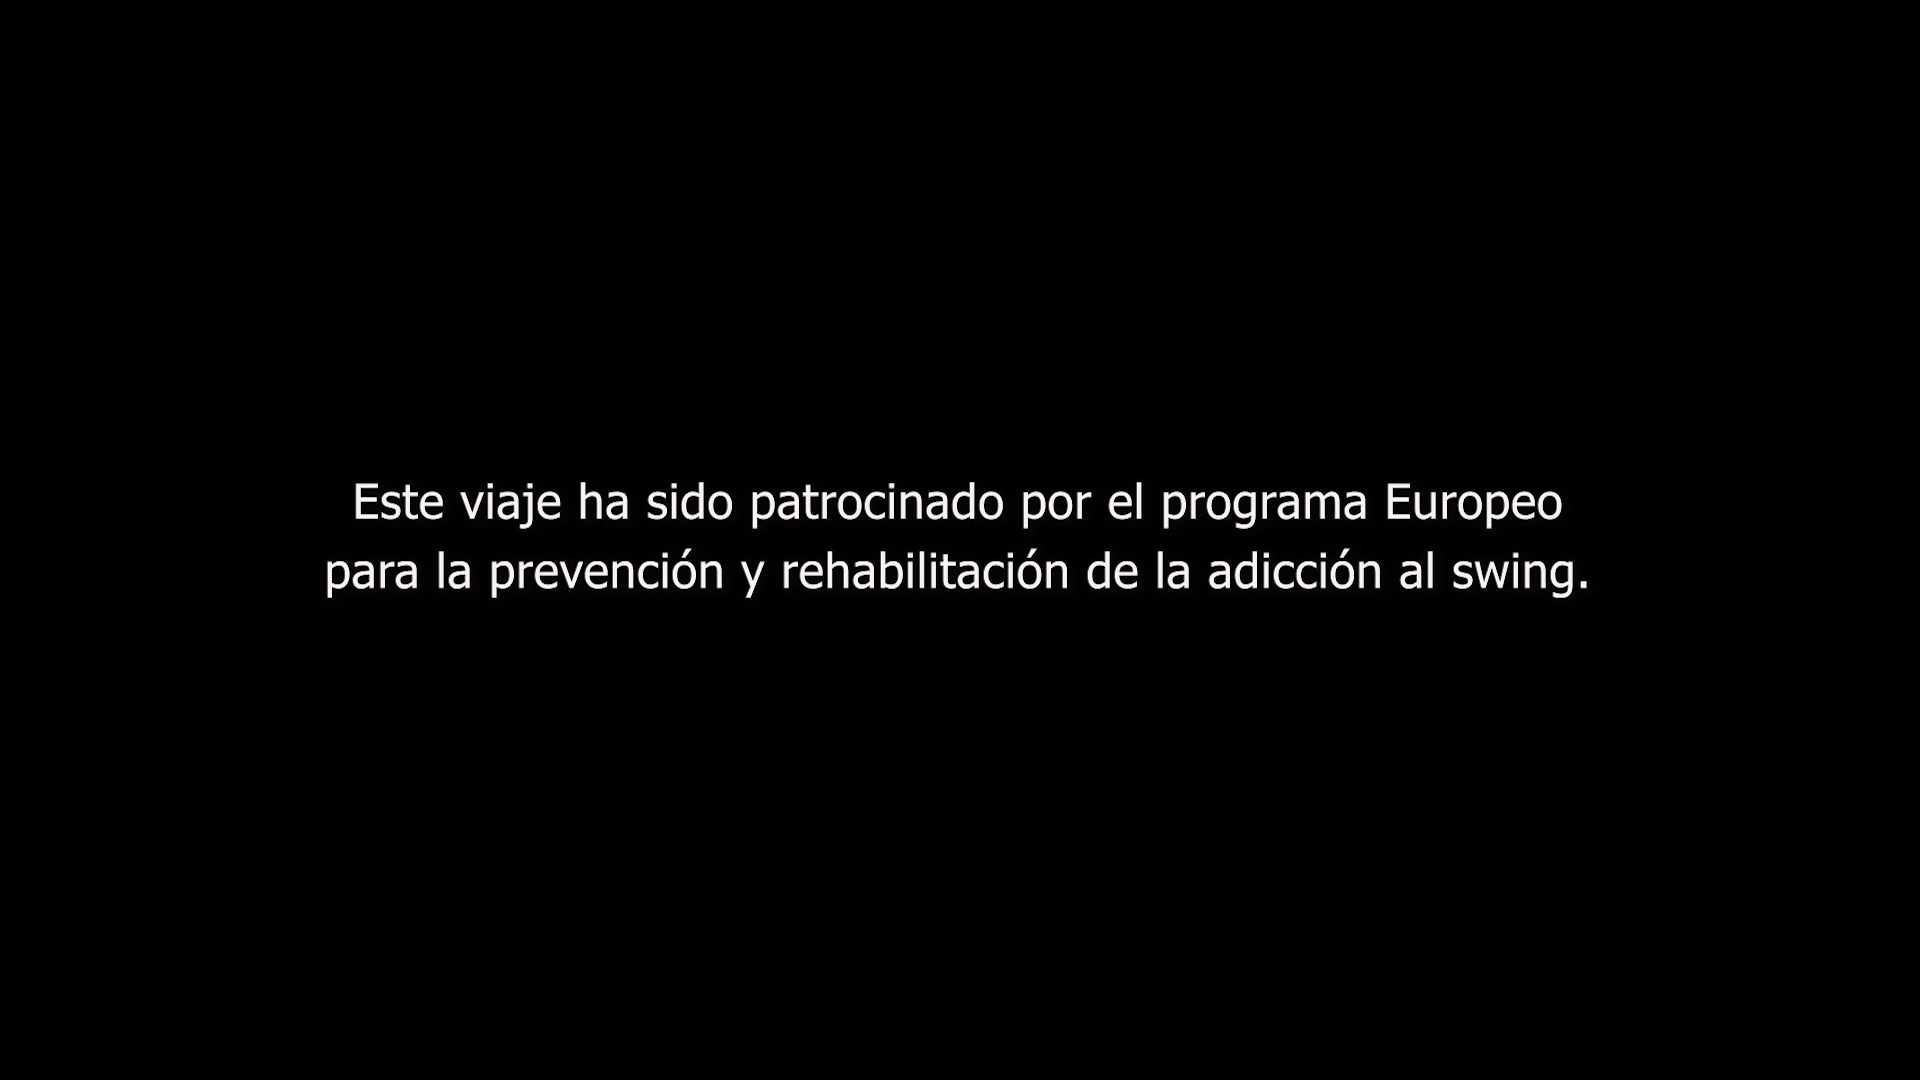 Este viaje ha sido patrocinado por el programa Europeo
para la prevención y rehabilitación de la adicción al swing.